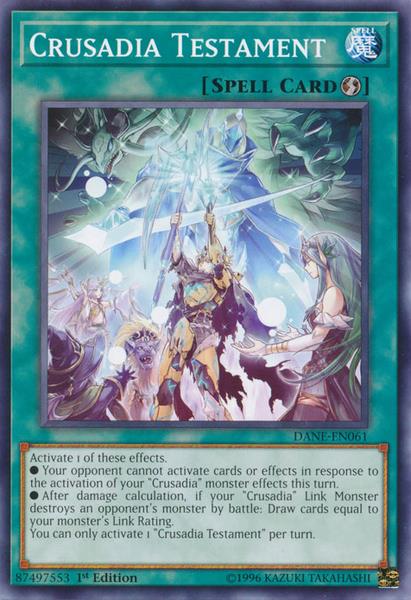 CRUSADIA TESTAMENT
SPELL
魔
[SPELL CARD]
DANE-EN061
Activate 1 of these effects.
●Your opponent cannot activate cards or effects in response to
the activation of your "Crusadia" monster effects this turn.
●After damage calculation, if your "Crusadia" Link Monster
destroys an opponent's monster by battle: Draw cards equal to
your monster's Link Rating.
You can only activate 1 "Crusadia Testament" per turn.
87497553 1st Edition ©1996 KAZUKI TAKAHASHI